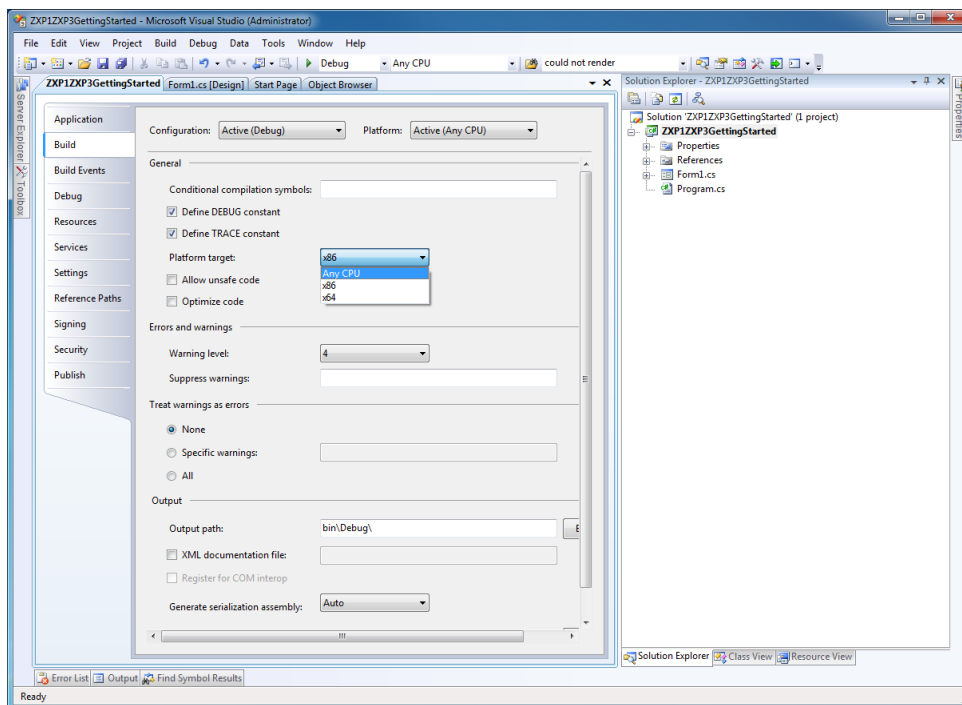 ZXP1ZXP3GettingStarted - Microsoft Visual Studio (Administrator)
File Edit View Project Build Debug Data Tools Window Help
Debug Any CPU could not render
ZXP1ZXP3GettingStarted Form1.cs [Design] Start Page Object Browser
Server Explorer
Toolbox
Application
Build
Build Events
Debug
Resources
Services
Settings
Reference Paths
Signing
Security
Publish
Configuration: Active (Debug) Platform: Active (Any CPU)
General
Conditional compilation symbols:
Define DEBUG constant
Define TRACE constant
Platform target: x86
Any CPU
x86
x64
Allow unsafe code
Optimize code
Errors and warnings
Warning level: 4
Suppress warnings:
Treat warnings as errors
None
Specific warnings:
All
Output
Output path: bin\Debug\
XML documentation file:
Register for COM interop
Generate serialization assembly: Auto
Solution Explorer - ZXP1ZXP3GettingStarted
Solution 'ZXP1ZXP3GettingStarted' (1 project)
ZXP1ZXP3GettingStarted
Properties
References
Form1.cs
Program.cs
Properties
Solution Explorer Class View Resource View
Error List Output Find Symbol Results
Ready